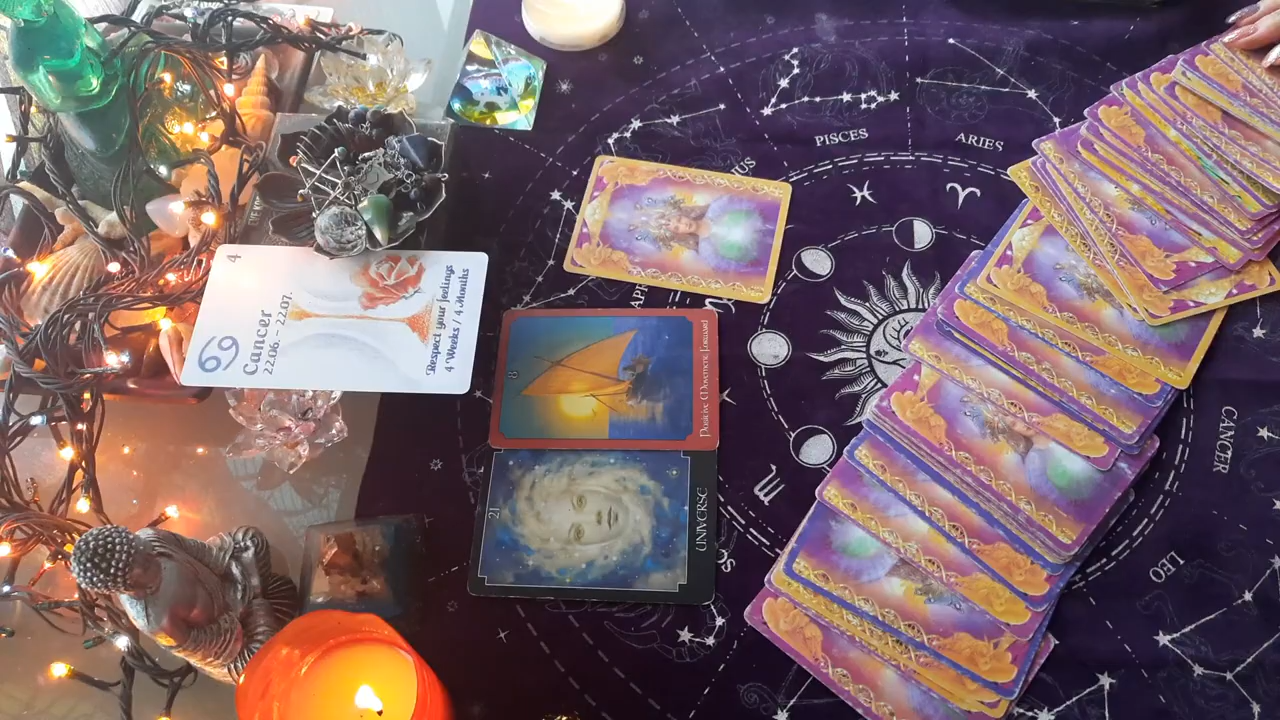 4
Cancer
22.06. – 22.07.
Respect your feelings
4 Weeks / 4 Months
8
Positive Movement Forward
21
UNIVERSE
PISCES
ARIES
CANCER
LEO